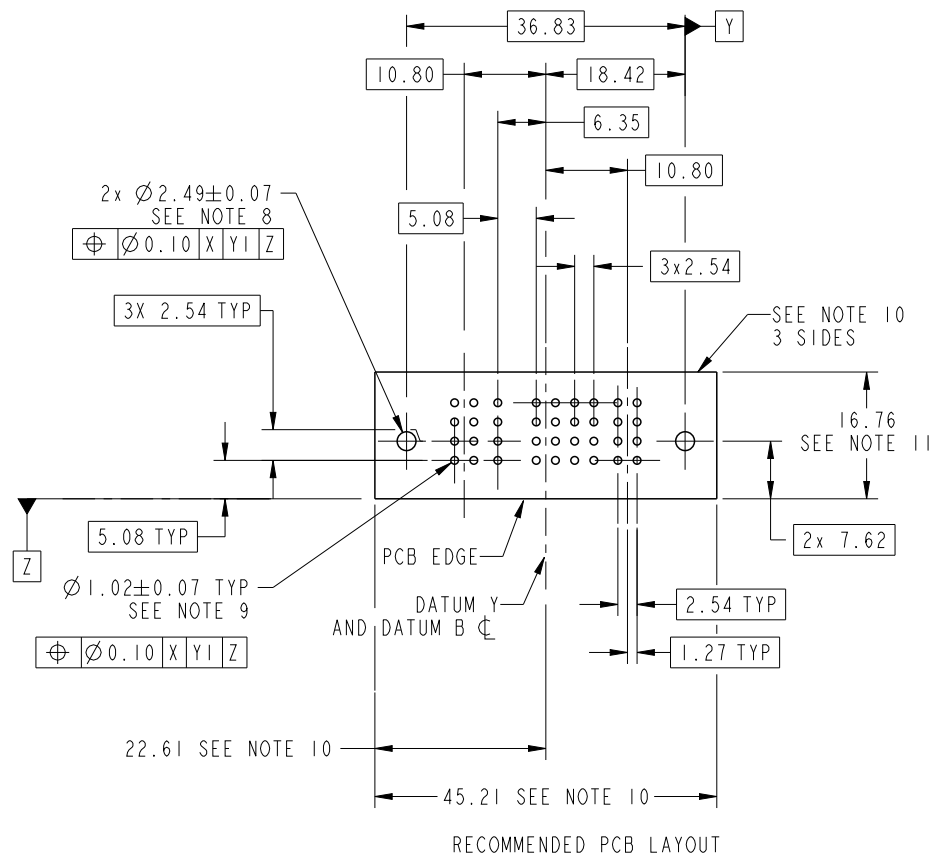 36.83
Y
10.80
18.42
6.35
10.80
2x Ø2.49±0.07
SEE NOTE 8
⌖ Ø0.10 X Y1 Z
5.08
3x2.54
3X 2.54 TYP
SEE NOTE 10
3 SIDES
16.76
SEE NOTE 11
5.08 TYP
Z
PCB EDGE
2x 7.62
Ø1.02±0.07 TYP
SEE NOTE 9
⌖ Ø0.10 X Y1 Z
DATUM Y
AND DATUM B ℄
2.54 TYP
1.27 TYP
22.61 SEE NOTE 10
45.21 SEE NOTE 10
RECOMMENDED PCB LAYOUT